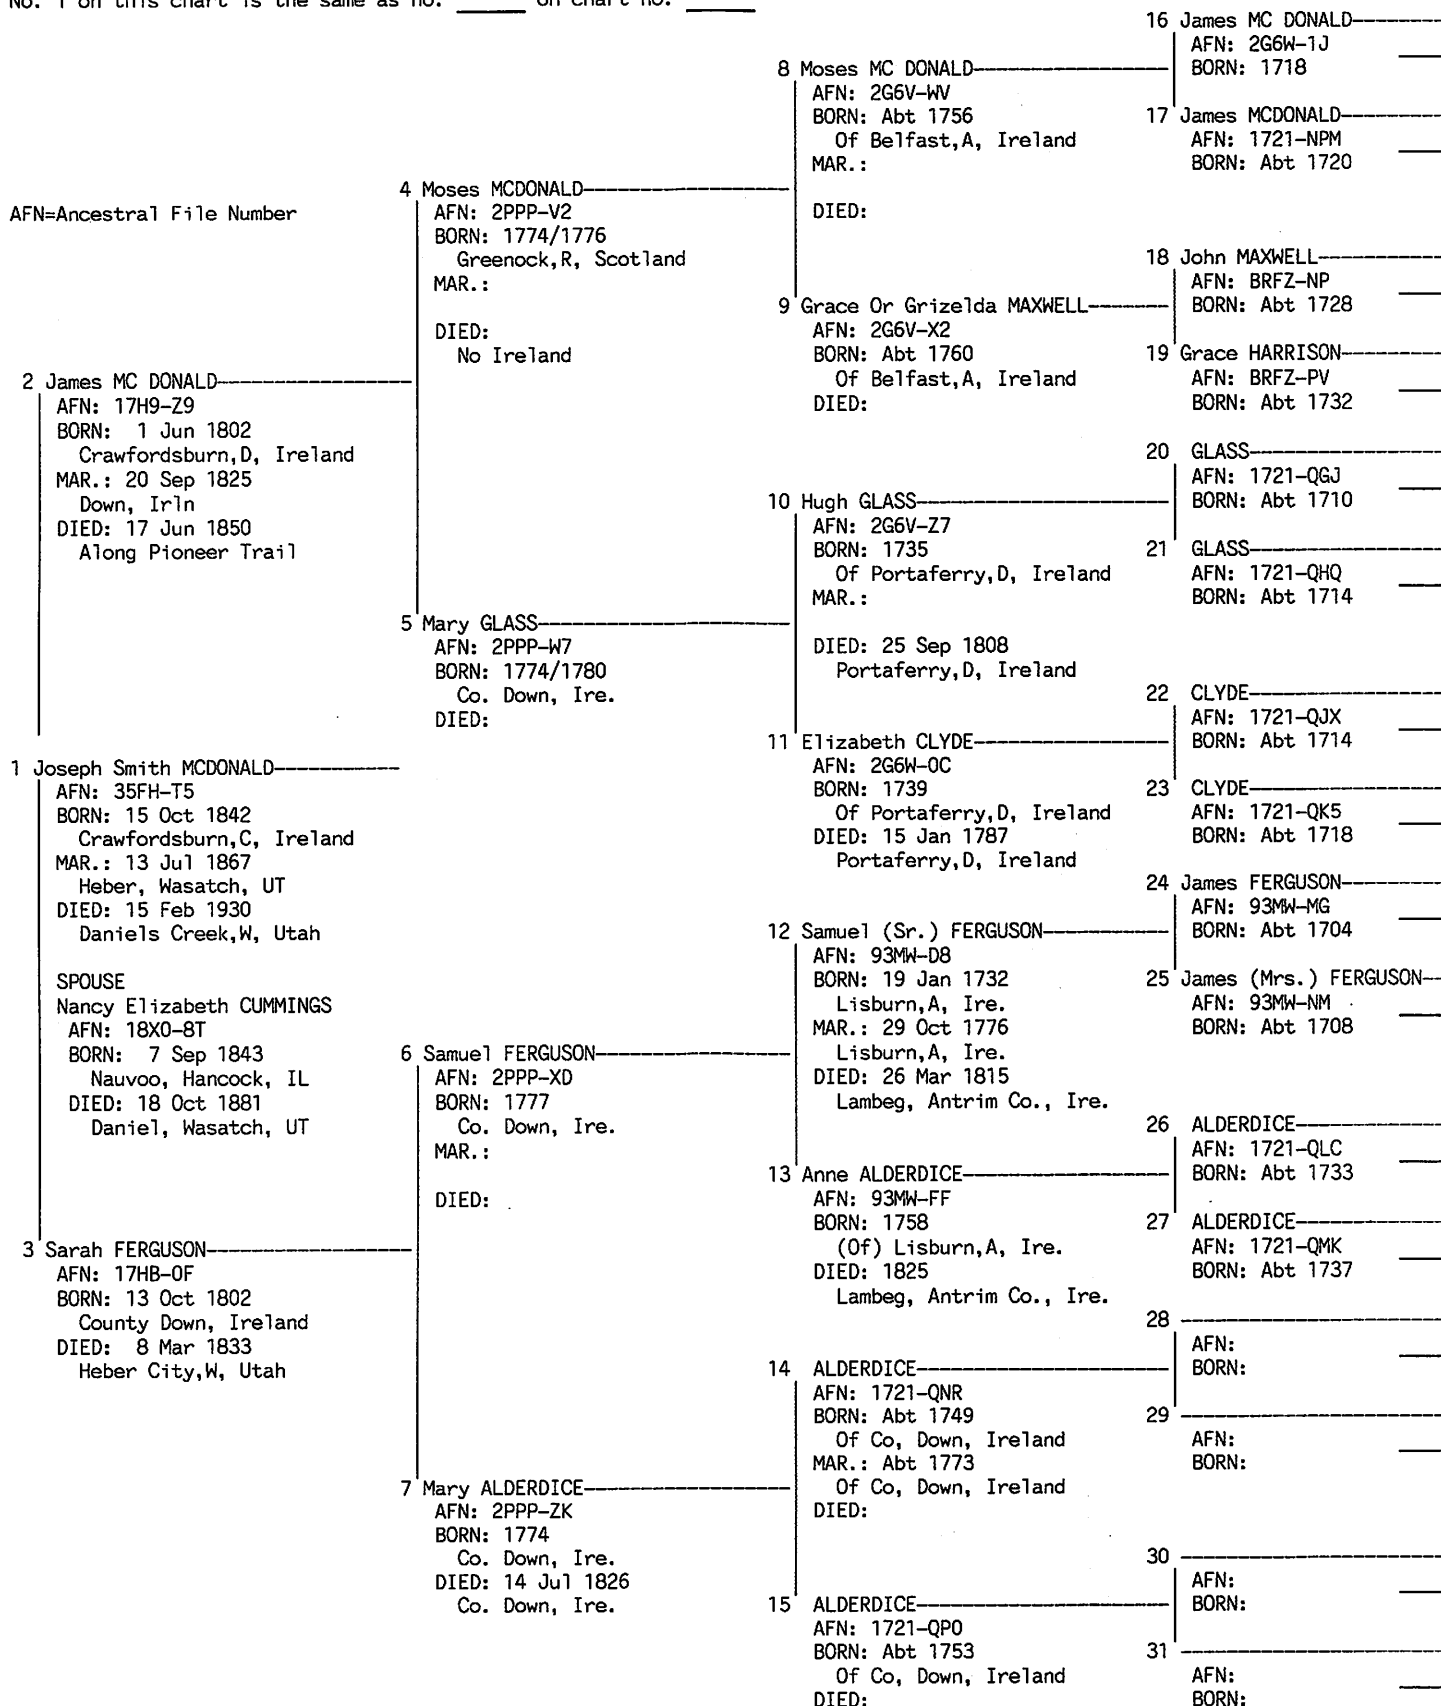 No. 1 on this chart is the same as no. _____ on chart no. _____
AFN=Ancestral File Number
1 Joseph Smith MCDONALD
AFN: 35FH-T5
BORN: 15 Oct 1842
Crawfordsburn,C, Ireland
MAR.: 13 Jul 1867
Heber, Wasatch, UT
DIED: 15 Feb 1930
Daniels Creek,W, Utah
SPOUSE
Nancy Elizabeth CUMMINGS
AFN: 18X0-8T
BORN: 7 Sep 1843
Nauvoo, Hancock, IL
DIED: 18 Oct 1881
Daniel, Wasatch, UT
2 James MC DONALD
AFN: 17H9-Z9
BORN: 1 Jun 1802
Crawfordsburn,D, Ireland
MAR.: 20 Sep 1825
Down, Irln
DIED: 17 Jun 1850
Along Pioneer Trail
3 Sarah FERGUSON
AFN: 17HB-0F
BORN: 13 Oct 1802
County Down, Ireland
DIED: 8 Mar 1833
Heber City,W, Utah
4 Moses MCDONALD
AFN: 2PPP-V2
BORN: 1774/1776
Greenock,R, Scotland
MAR.:
DIED:
No Ireland
5 Mary GLASS
AFN: 2PPP-W7
BORN: 1774/1780
Co. Down, Ire.
DIED:
6 Samuel FERGUSON
AFN: 2PPP-XD
BORN: 1777
Co. Down, Ire.
MAR.:
DIED:
7 Mary ALDERDICE
AFN: 2PPP-ZK
BORN: 1774
Co. Down, Ire.
DIED: 14 Jul 1826
Co. Down, Ire.
8 Moses MC DONALD
AFN: 2G6V-WV
BORN: Abt 1756
Of Belfast,A, Ireland
MAR.:
DIED:
9 Grace Or Grizelda MAXWELL
AFN: 2G6V-X2
BORN: Abt 1760
Of Belfast,A, Ireland
DIED:
10 Hugh GLASS
AFN: 2G6V-Z7
BORN: 1735
Of Portaferry,D, Ireland
MAR.:
DIED: 25 Sep 1808
Portaferry,D, Ireland
11 Elizabeth CLYDE
AFN: 2G6W-0C
BORN: 1739
Of Portaferry,D, Ireland
DIED: 15 Jan 1787
Portaferry,D, Ireland
12 Samuel (Sr.) FERGUSON
AFN: 93MW-D8
BORN: 19 Jan 1732
Lisburn,A, Ire.
MAR.: 29 Oct 1776
Lisburn,A, Ire.
DIED: 26 Mar 1815
Lambeg, Antrim Co., Ire.
13 Anne ALDERDICE
AFN: 93MW-FF
BORN: 1758
(Of) Lisburn,A, Ire.
DIED: 1825
Lambeg, Antrim Co., Ire.
14 ALDERDICE
AFN: 1721-QNR
BORN: Abt 1749
Of Co, Down, Ireland
MAR.: Abt 1773
Of Co, Down, Ireland
DIED:
15 ALDERDICE
AFN: 1721-QP0
BORN: Abt 1753
Of Co, Down, Ireland
DIED:
16 James MC DONALD
AFN: 2G6W-1J
BORN: 1718
17 James MCDONALD
AFN: 1721-NPM
BORN: Abt 1720
18 John MAXWELL
AFN: BRFZ-NP
BORN: Abt 1728
19 Grace HARRISON
AFN: BRFZ-PV
BORN: Abt 1732
20 GLASS
AFN: 1721-QGJ
BORN: Abt 1710
21 GLASS
AFN: 1721-QHQ
BORN: Abt 1714
22 CLYDE
AFN: 1721-QJX
BORN: Abt 1714
23 CLYDE
AFN: 1721-QK5
BORN: Abt 1718
24 James FERGUSON
AFN: 93MW-MG
BORN: Abt 1704
25 James (Mrs.) FERGUSON
AFN: 93MW-NM
BORN: Abt 1708
26 ALDERDICE
AFN: 1721-QLC
BORN: Abt 1733
27 ALDERDICE
AFN: 1721-QMK
BORN: Abt 1737
28
AFN:
BORN:
29
AFN:
BORN:
30
AFN:
BORN:
31
AFN:
BORN: